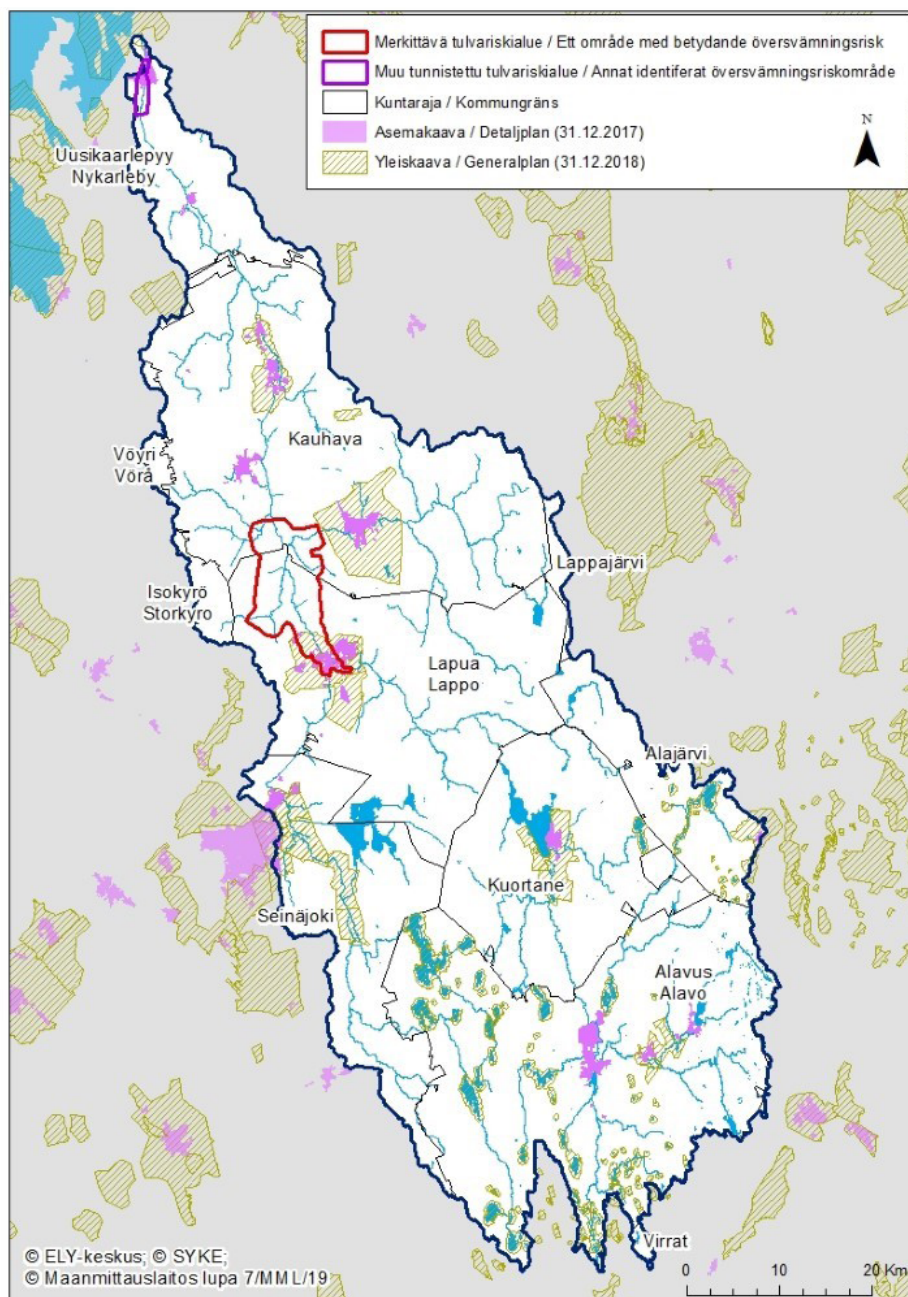 Merkittävä tulvariskialue / Ett område med betydande översvämningsrisk
Muu tunnistettu tulvariskialue / Annat identiferat översvämningsriskområde
Kuntaraja / Kommungräns
Asemakaava / Detaljplan (31.12.2017)
Yleiskaava / Generalplan (31.12.2018)
N
Uusikaarlepyy
Nykarleby
Kauhava
Vöyri
Vörå
Lappajärvi
Isokyrö
Storkyro
Lapua
Lappo
Alajärvi
Kuortane
Seinäjoki
Alavus
Alavo
Virrat
© ELY-keskus; © SYKE;
© Maanmittauslaitos lupa 7/MML/19
0 10 20 Km